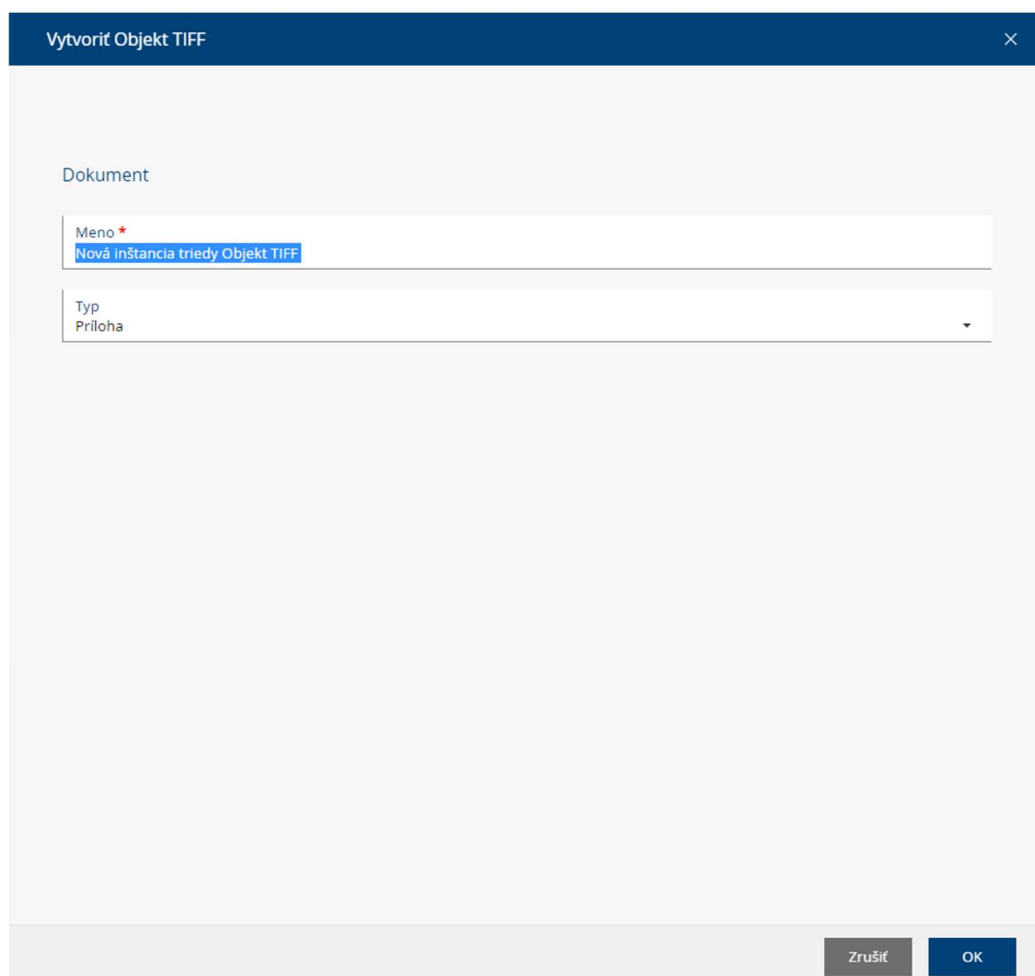 Vytvoriť Objekt TIFF
Dokument
Meno *
Nová inštancia triedy Objekt TIFF
Typ
Príloha
Zrušiť
OK